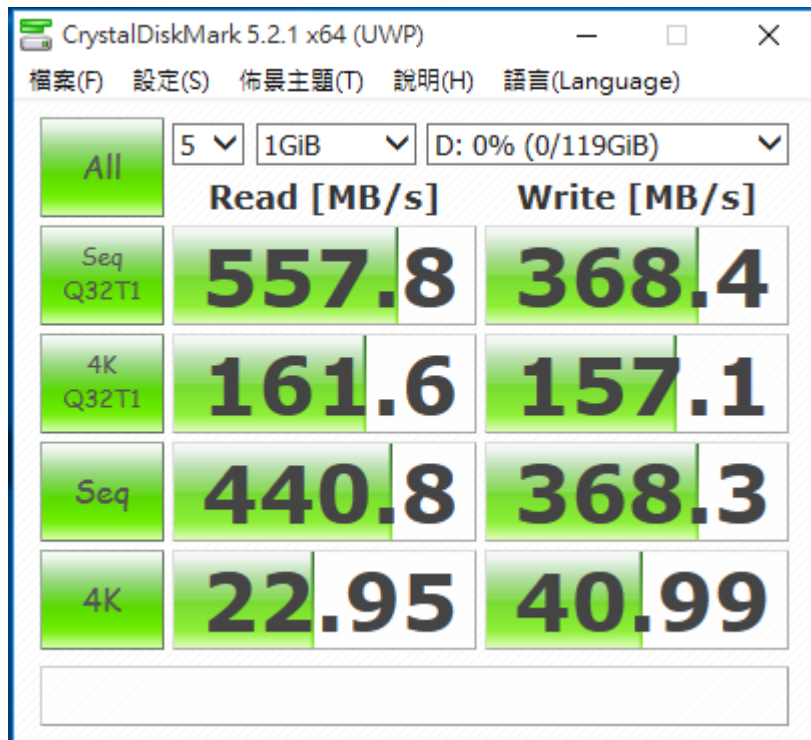 CrystalDiskMark 5.2.1 x64 (UWP)
檔案(F) 設定(S) 佈景主題(T) 說明(H) 語言(Language)
All 5 1GiB D: 0% (0/119GiB)
Read [MB/s] Write [MB/s]
Seq
Q32T1 557.8 368.4
4K
Q32T1 161.6 157.1
Seq 440.8 368.3
4K 22.95 40.99